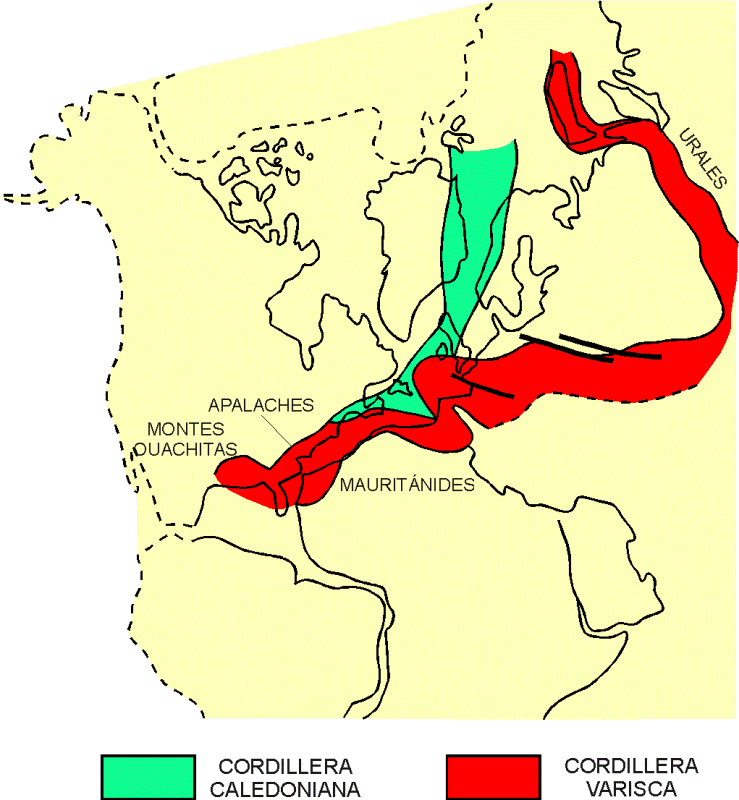 URALES
APALACHES
MONTES
OUACHITAS
MAURITÁNIDES
CORDILLERA
CALEDONIANA
CORDILLERA
VARISCA